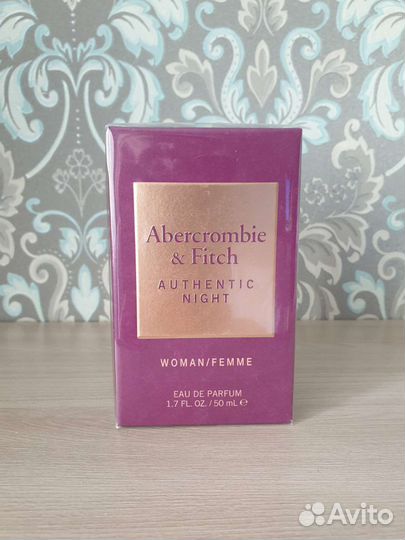 Abercrombie
& Fitch
AUTHENTIC
NIGHT
WOMAN/FEMME
EAU DE PARFUM
1.7 FL. OZ. / 50 mL ℮
Avito